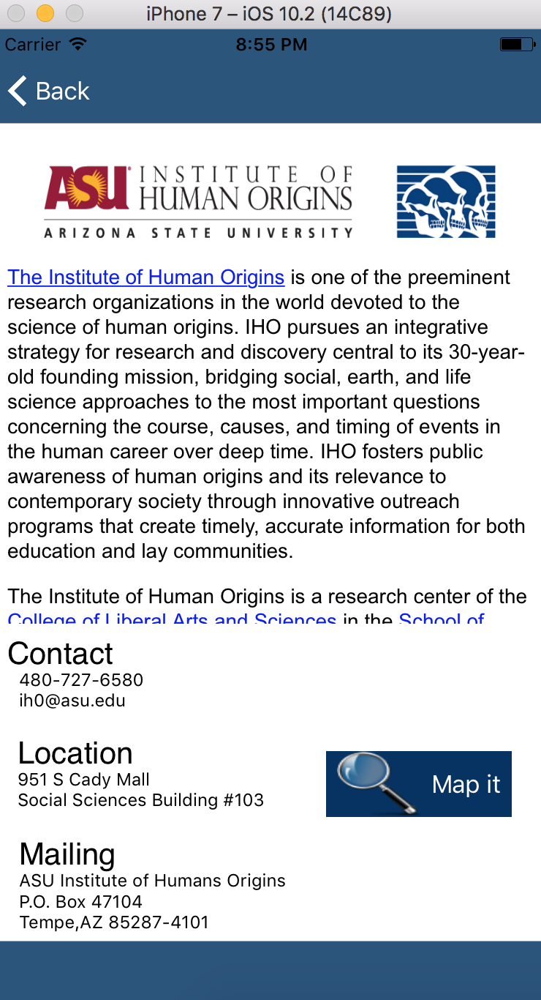 iPhone 7 – iOS 10.2 (14C89)
Carrier 8:55 PM
Back
ASU INSTITUTE OF
HUMAN ORIGINS
ARIZONA STATE UNIVERSITY
The Institute of Human Origins is one of the preeminent
research organizations in the world devoted to the
science of human origins. IHO pursues an integrative
strategy for research and discovery central to its 30-year-
old founding mission, bridging social, earth, and life
science approaches to the most important questions
concerning the course, causes, and timing of events in
the human career over deep time. IHO fosters public
awareness of human origins and its relevance to
contemporary society through innovative outreach
programs that create timely, accurate information for both
education and lay communities.
The Institute of Human Origins is a research center of the
College of Liberal Arts and Sciences in the School of
Contact
480-727-6580
ih0@asu.edu
Location
951 S Cady Mall
Social Sciences Building #103
Map it
Mailing
ASU Institute of Humans Origins
P.O. Box 47104
Tempe,AZ 85287-4101